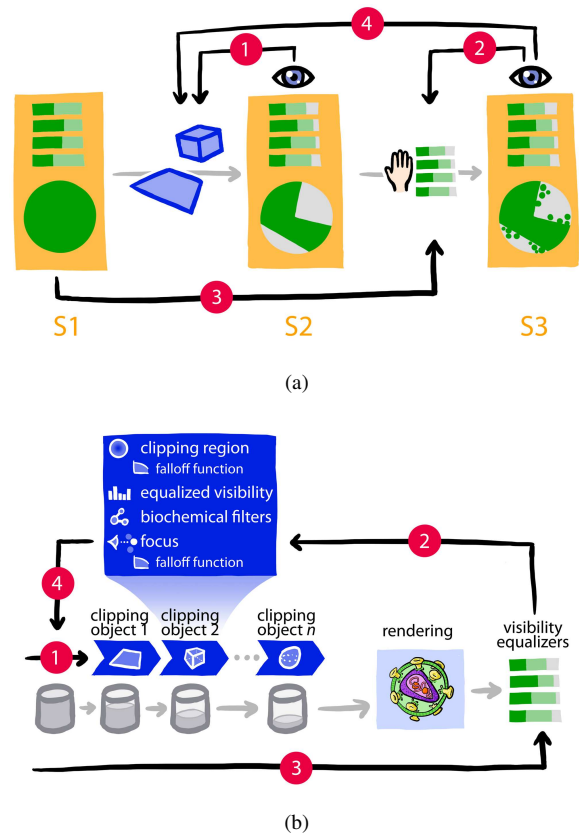 4
1
2
3
S1
S2
S3
(a)
clipping region
falloff function
equalized visibility
biochemical filters
focus
falloff function
2
4
clipping
object 1
clipping
object 2
clipping
object n
rendering
visibility
equalizers
1
3
(b)